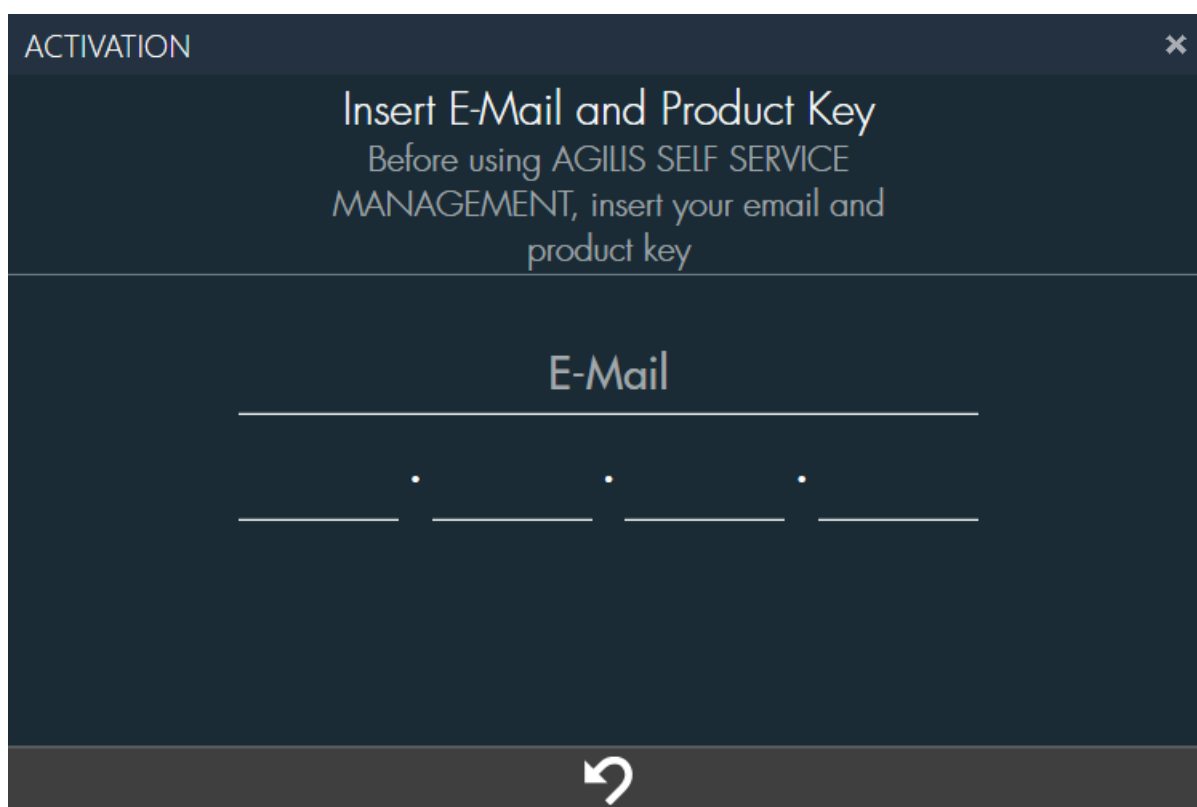 ACTIVATION
Insert E-Mail and Product Key
Before using AGILIS SELF SERVICE
MANAGEMENT, insert your email and
product key
E-Mail
. . .